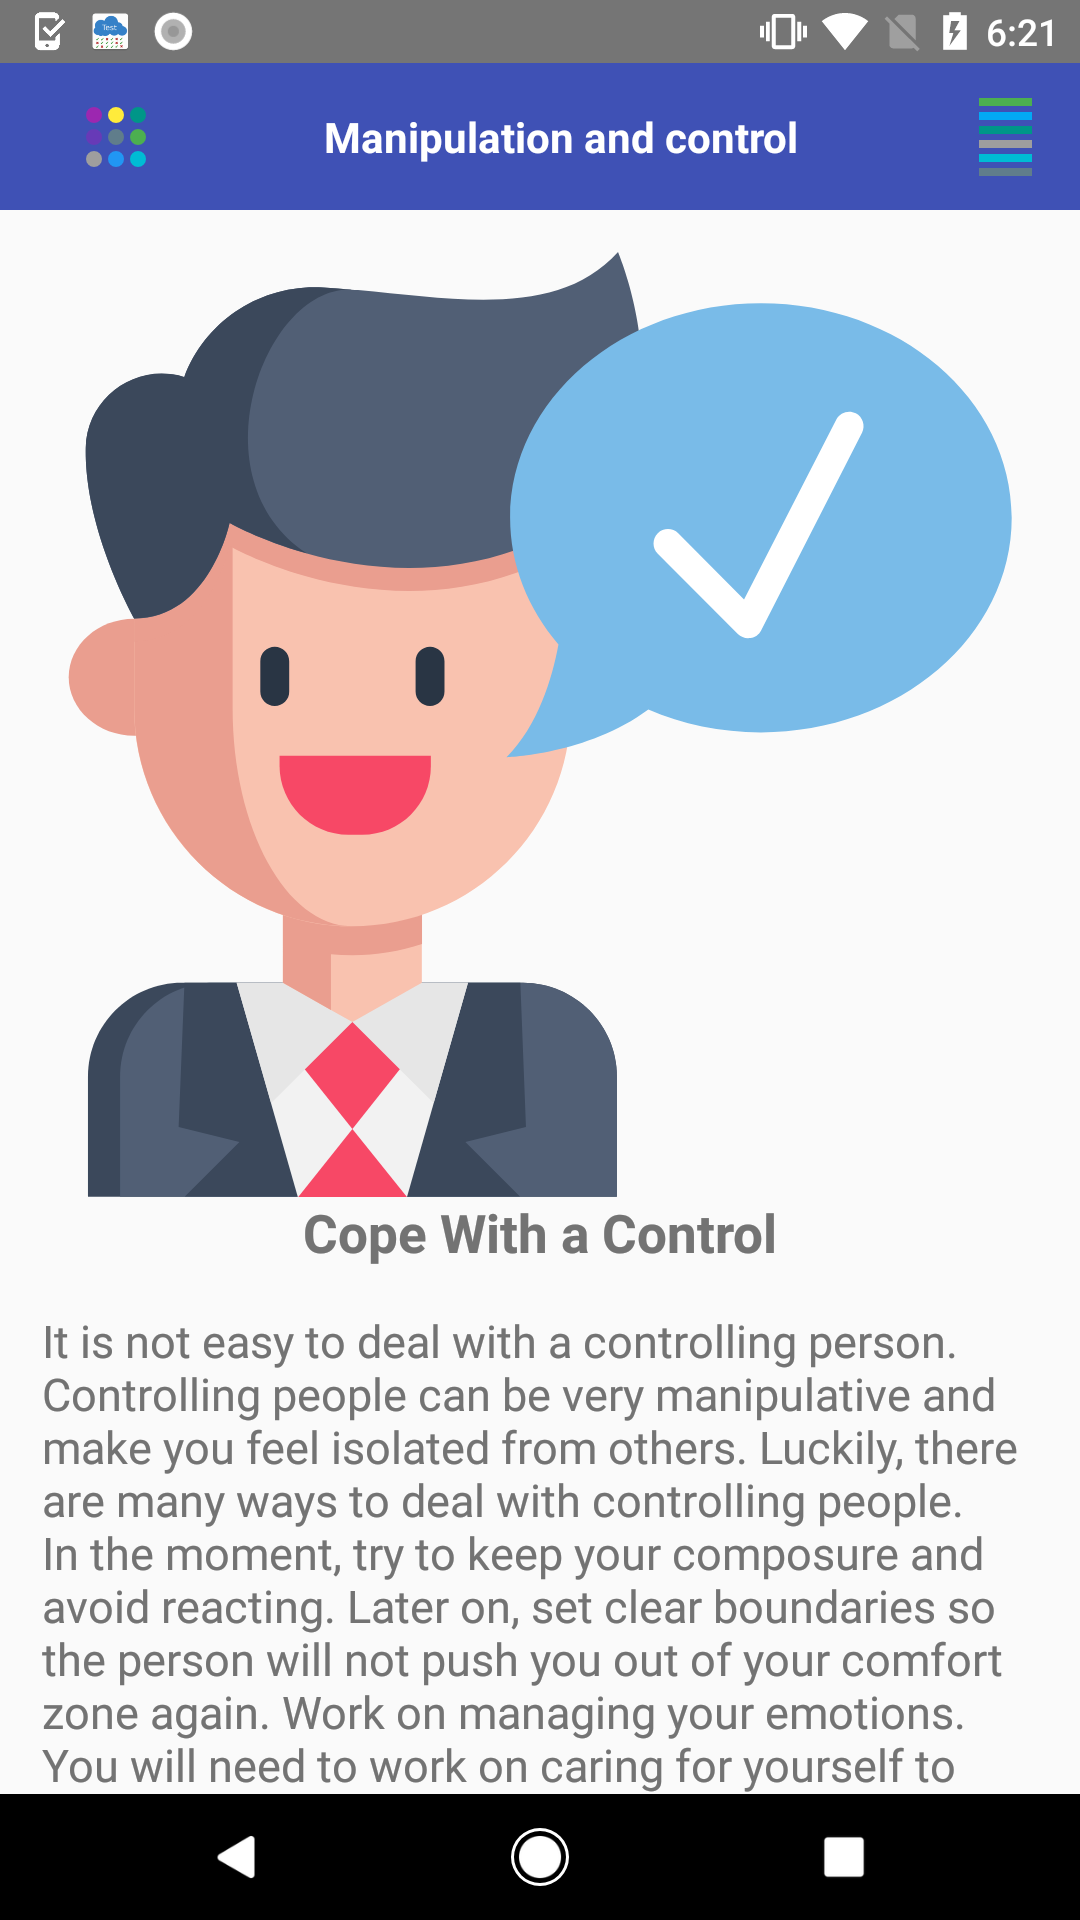 Test
6:21
Manipulation and control
Cope With a Control
It is not easy to deal with a controlling person.
Controlling people can be very manipulative and
make you feel isolated from others. Luckily, there
are many ways to deal with controlling people.
In the moment, try to keep your composure and
avoid reacting. Later on, set clear boundaries so
the person will not push you out of your comfort
zone again. Work on managing your emotions.
You will need to work on caring for yourself to